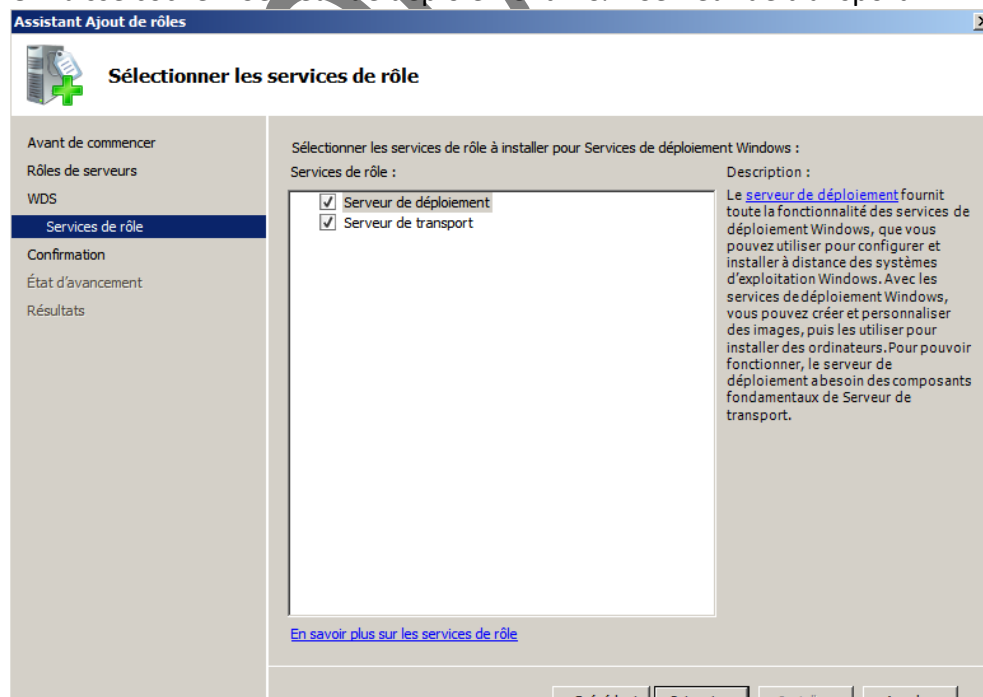 Assistant Ajout de rôles
Sélectionner les services de rôle
Avant de commencer
Rôles de serveurs
WDS
Services de rôle
Confirmation
État d'avancement
Résultats
Sélectionner les services de rôle à installer pour Services de déploiement Windows :
Services de rôle :
Serveur de déploiement
Serveur de transport
En savoir plus sur les services de rôle
Description :
Le serveur de déploiement fournit
toute la fonctionnalité des services de
déploiement Windows, que vous
pouvez utiliser pour configurer et
installer à distance des systèmes
d'exploitation Windows. Avec les
services de déploiement Windows,
vous pouvez créer et personnaliser
des images, puis les utiliser pour
installer des ordinateurs. Pour pouvoir
fonctionner, le serveur de
déploiement a besoin des composants
fondamentaux de Serveur de
transport.